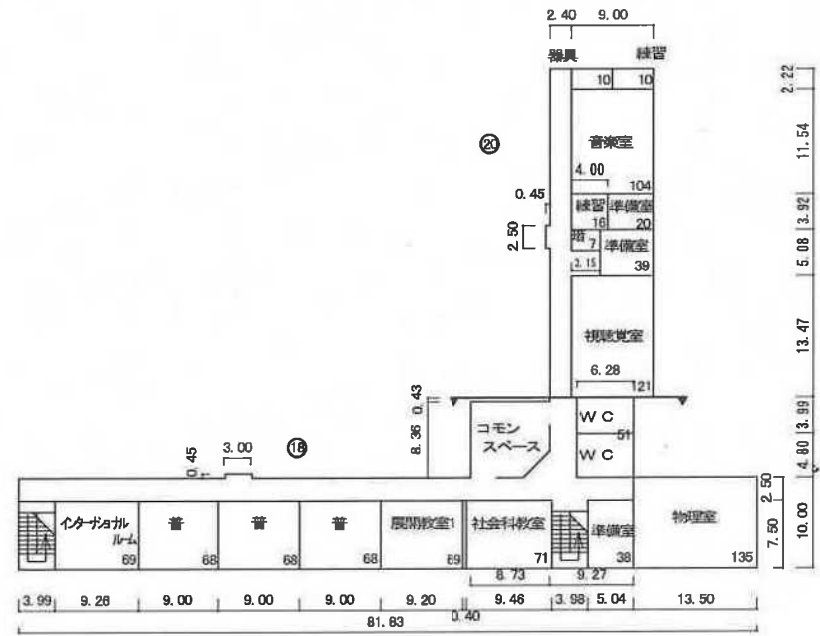 2.40 9.00
器具 練習
10 10
2.22
音楽室
11.54
⑳
4.00
104
0.45
練習 準備室
16 20
3.92
2.50
7 準備室
39
2.15
5.08
視聴覚室
13.47
6.28
121
0.43
8.36
コモン
スペース
WC
51
WC
3.99
4.80
0.45
3.00
⑱
インターナショナル
ルーム
69
普
68
普
68
普
68
展開教室1
69
社会科教室
71
準備室
38
物理室
135
2.50
7.50
10.00
8.73 9.27
3.99 9.26 9.00 9.00 9.00 9.20 0.40 9.46 3.98 5.04 13.50
81.83